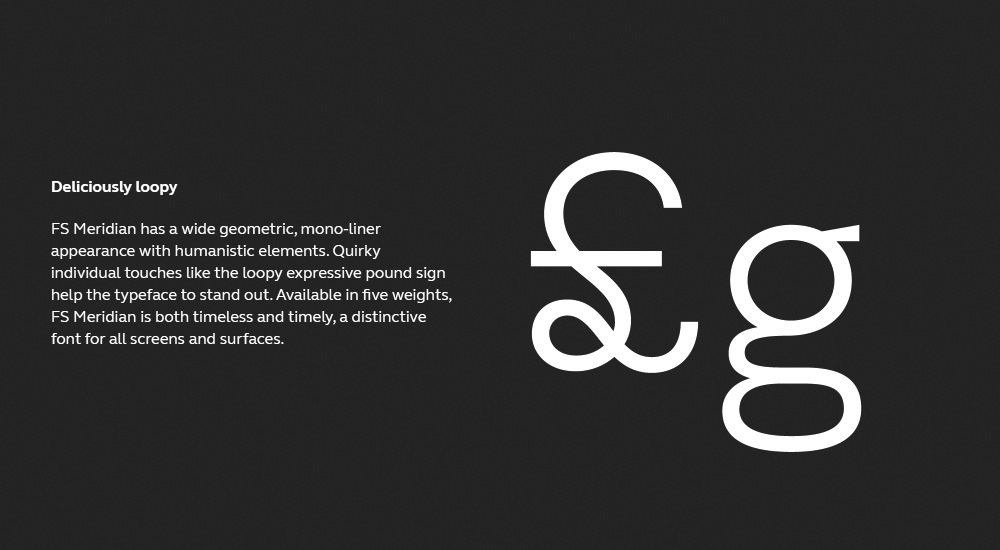 Deliciously loopy
FS Meridian has a wide geometric, mono-liner
appearance with humanistic elements. Quirky
individual touches like the loopy expressive pound sign
help the typeface to stand out. Available in five weights,
FS Meridian is both timeless and timely, a distinctive
font for all screens and surfaces.
£g